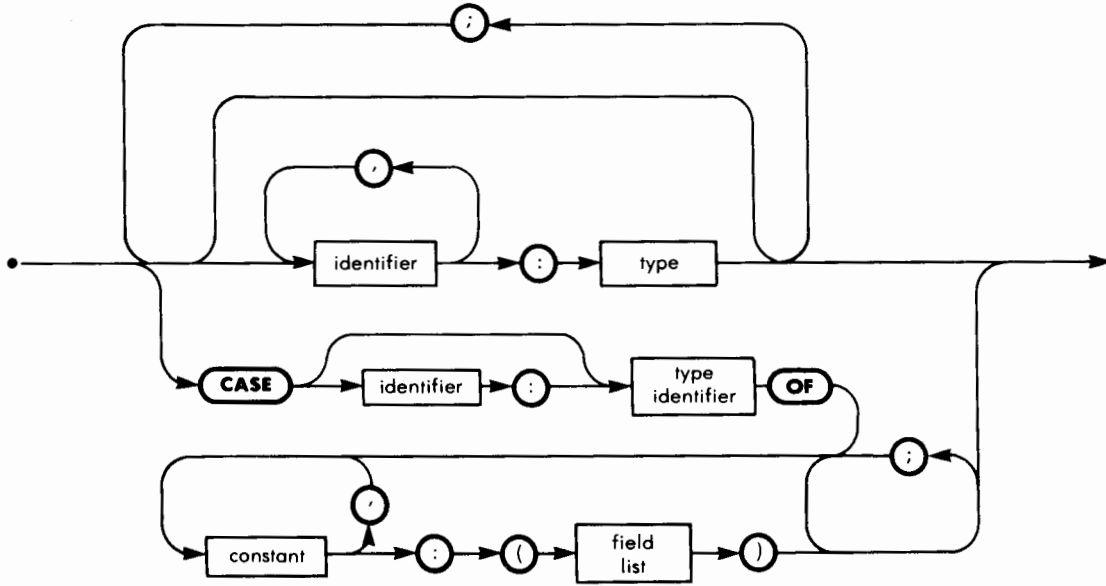 ;
,
identifier
:
type
CASE
identifier
:
type
identifier
OF
;
,
constant
:
(
field
list
)